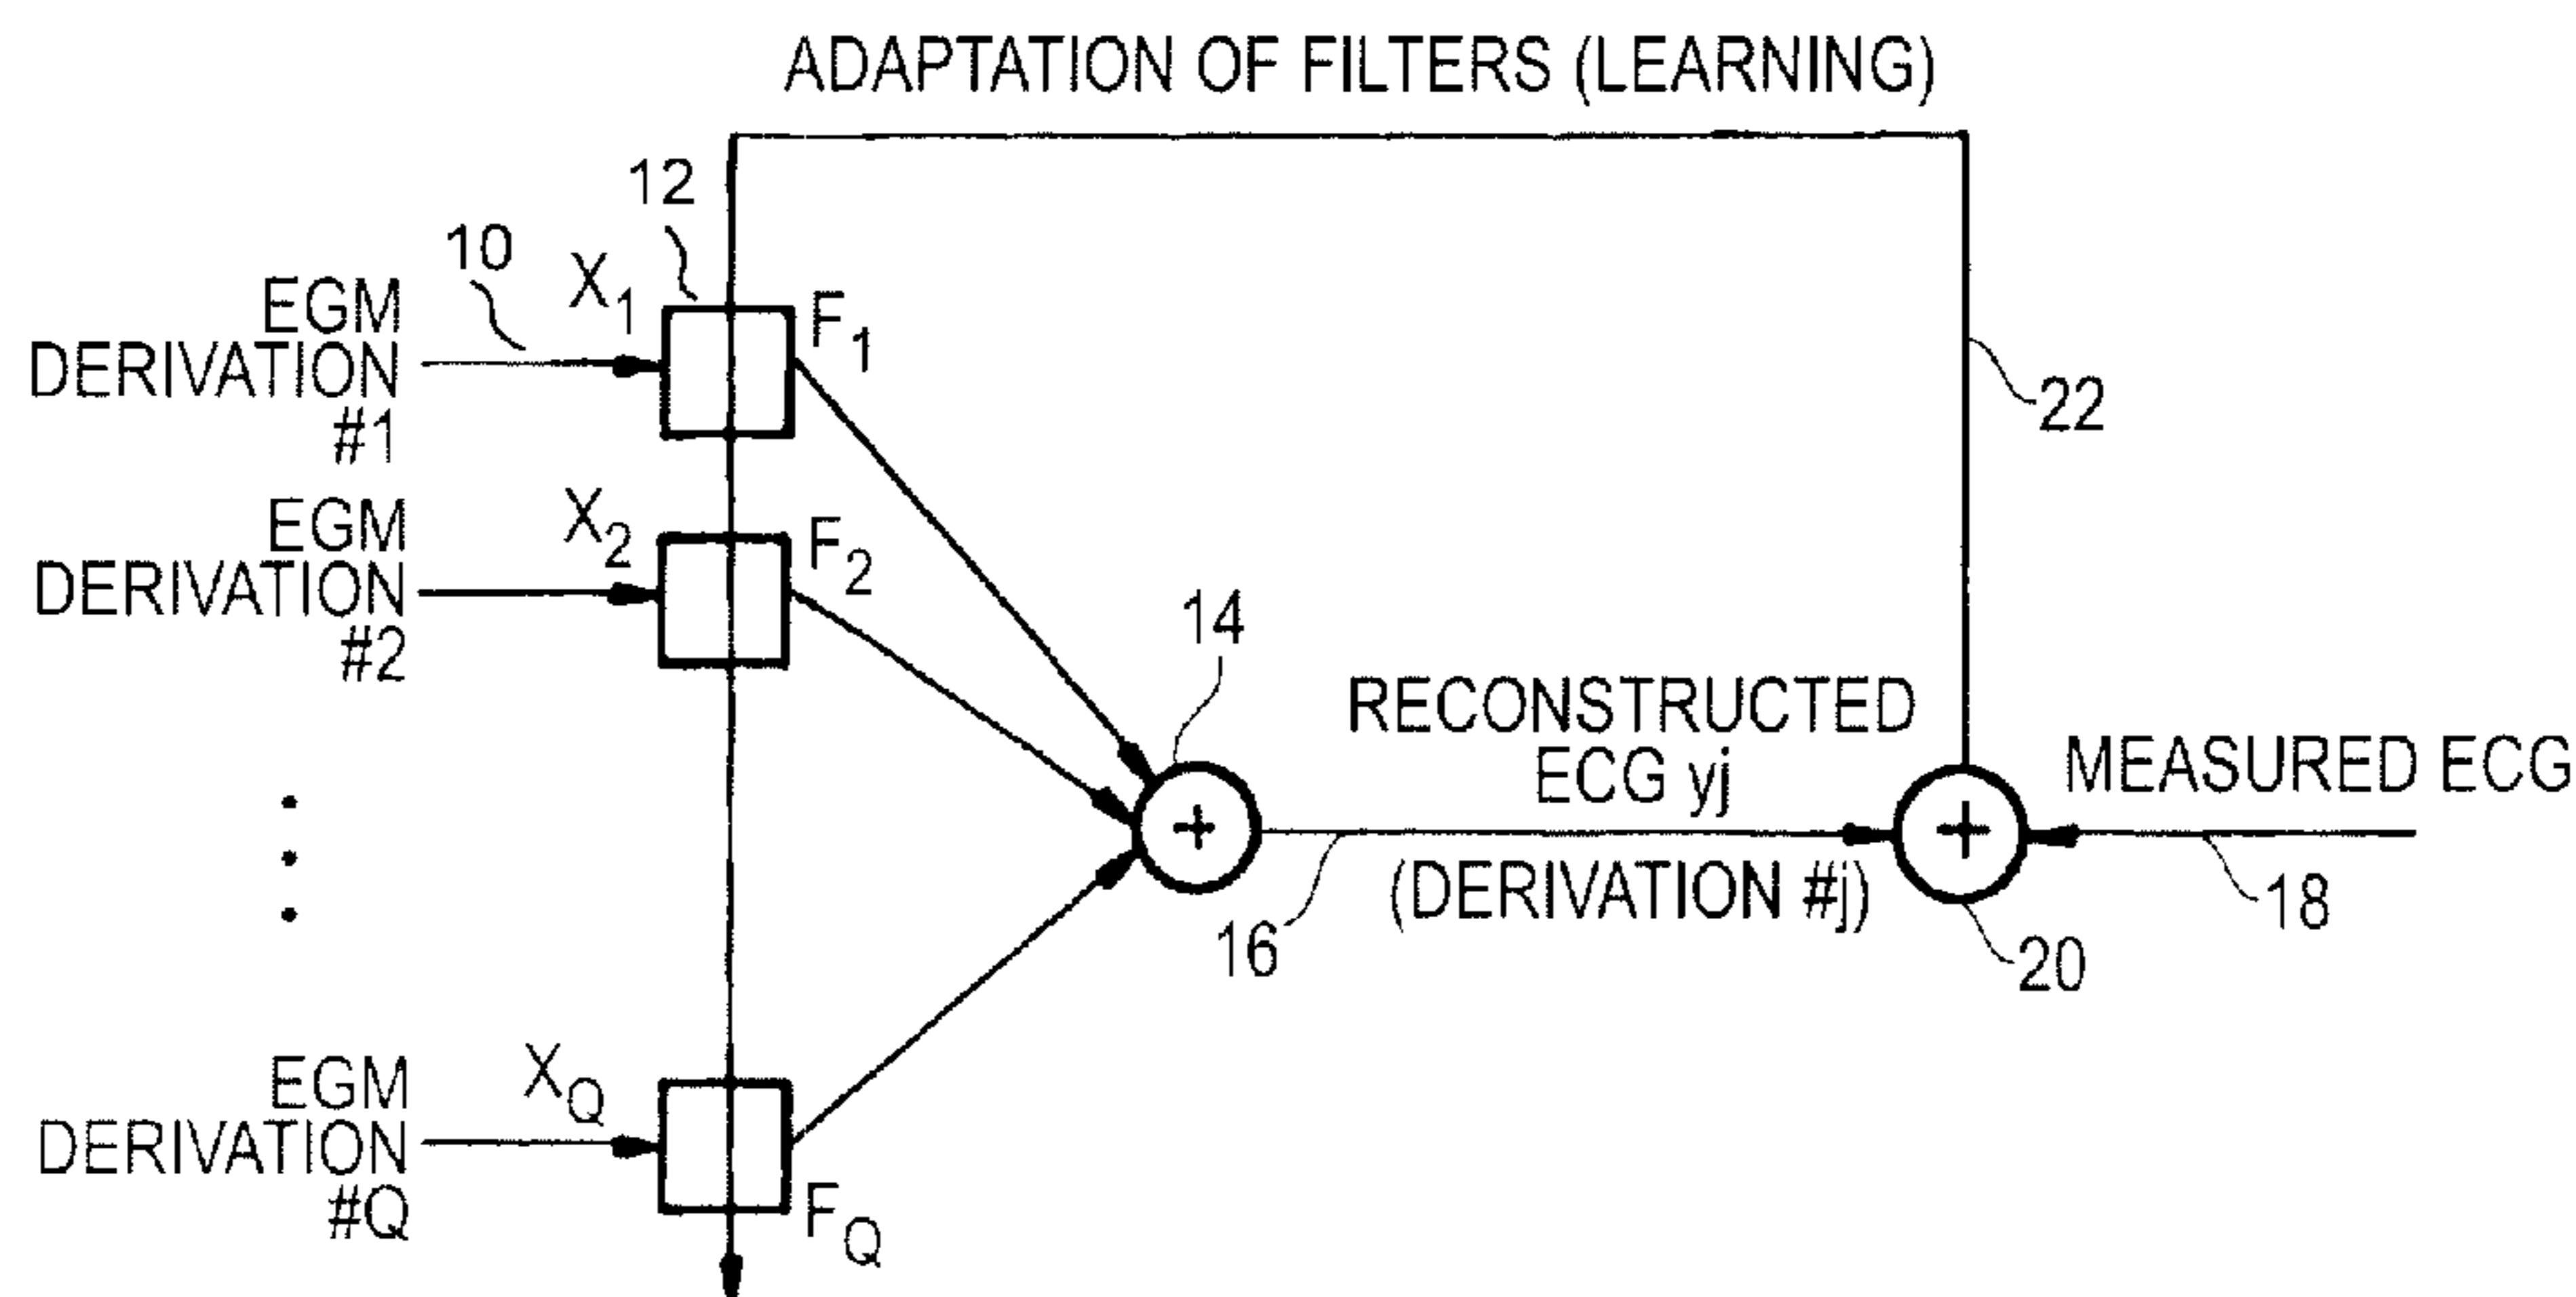 ADAPTATION OF FILTERS (LEARNING)
12
10
X1
F1
EGM
DERIVATION
#1
22
X2
F2
EGM
DERIVATION
#2
14
RECONSTRUCTED
ECG yj
MEASURED ECG
+
+
(DERIVATION #j)
16
18
20
XQ
EGM
DERIVATION
#Q
FQ